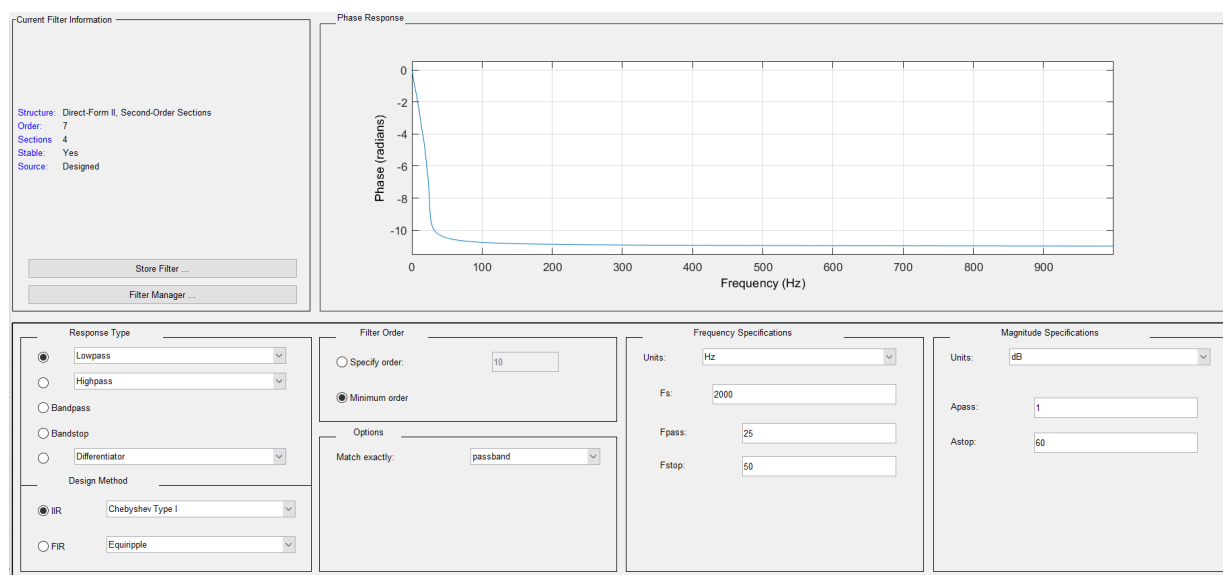 Current Filter Information
Structure: Direct-Form II, Second-Order Sections
Order: 7
Sections 4
Stable: Yes
Source: Designed
Store Filter ...
Filter Manager ...
Phase Response
0
-2
-4
-6
-8
-10
Phase (radians)
0 100 200 300 400 500 600 700 800 900
Frequency (Hz)
Response Type
Lowpass
Highpass
Bandpass
Bandstop
Differentiator
Design Method
IIR Chebyshev Type I
FIR Equiripple
Filter Order
Specify order: 10
Minimum order
Options
Match exactly: passband
Frequency Specifications
Units: Hz
Fs: 2000
Fpass: 25
Fstop: 50
Magnitude Specifications
Units: dB
Apass: 1
Astop: 60